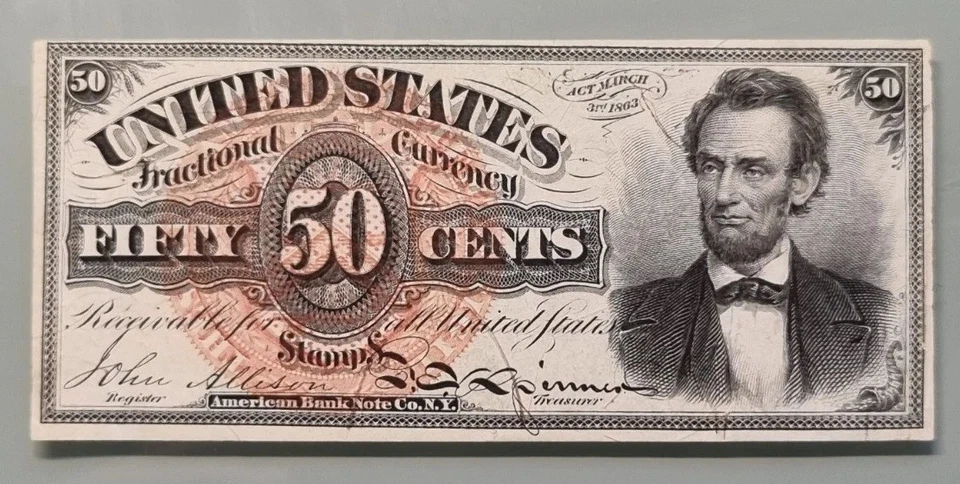 50
UNITED STATES
ACT MARCH
3RD 1863
50
Fractional Currency
FIFTY 50 CENTS
Receivable for all United States
Stamps
John Allison
Register
F. E. Spinner
Treasurer
American Bank Note Co. N.Y.